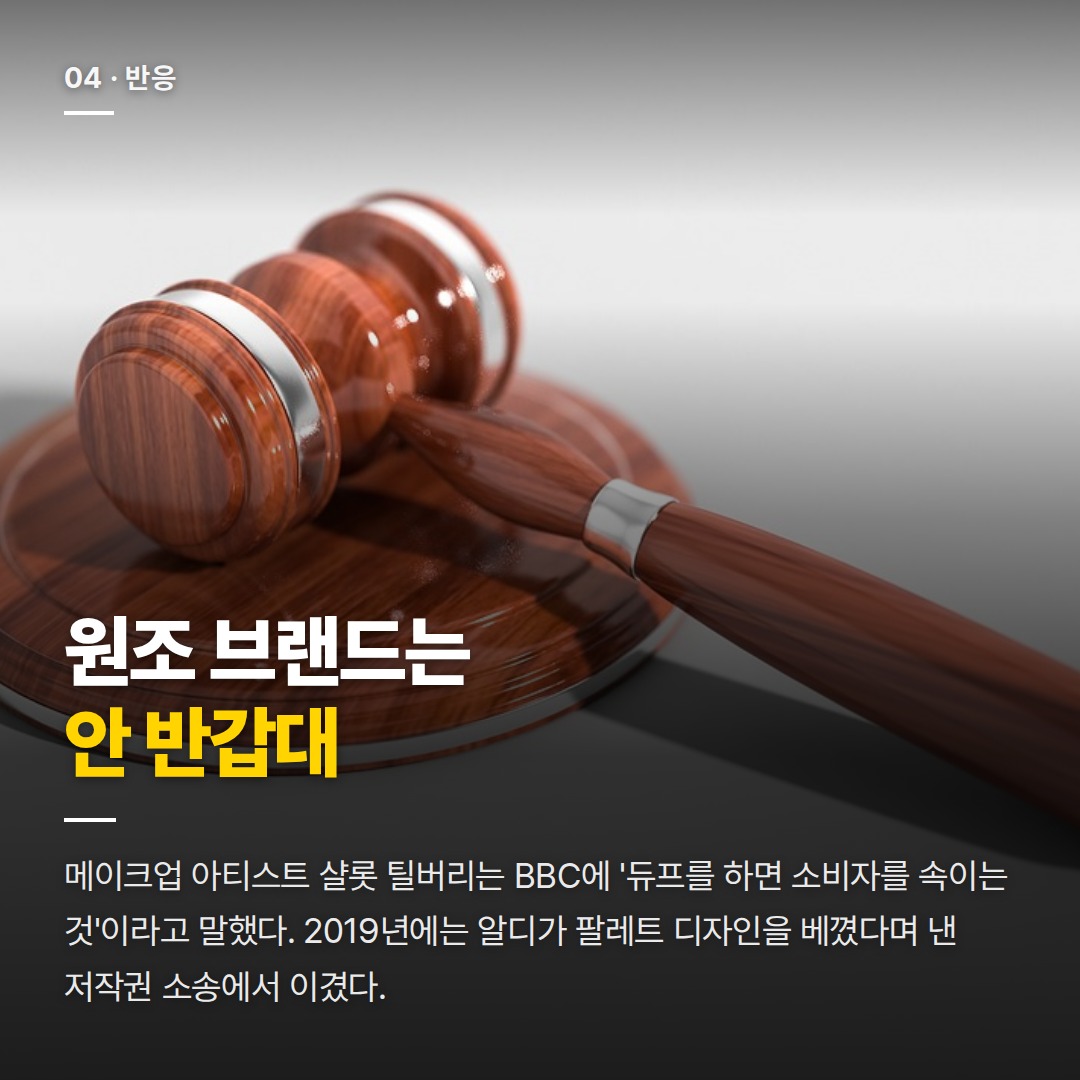 04 · 반응
원조 브랜드는
안 반갑대
메이크업 아티스트 샬롯 틸버리는 BBC에 '듀프를 하면 소비자를 속이는
것'이라고 말했다. 2019년에는 알디가 팔레트 디자인을 베꼈다며 낸
저작권 소송에서 이겼다.